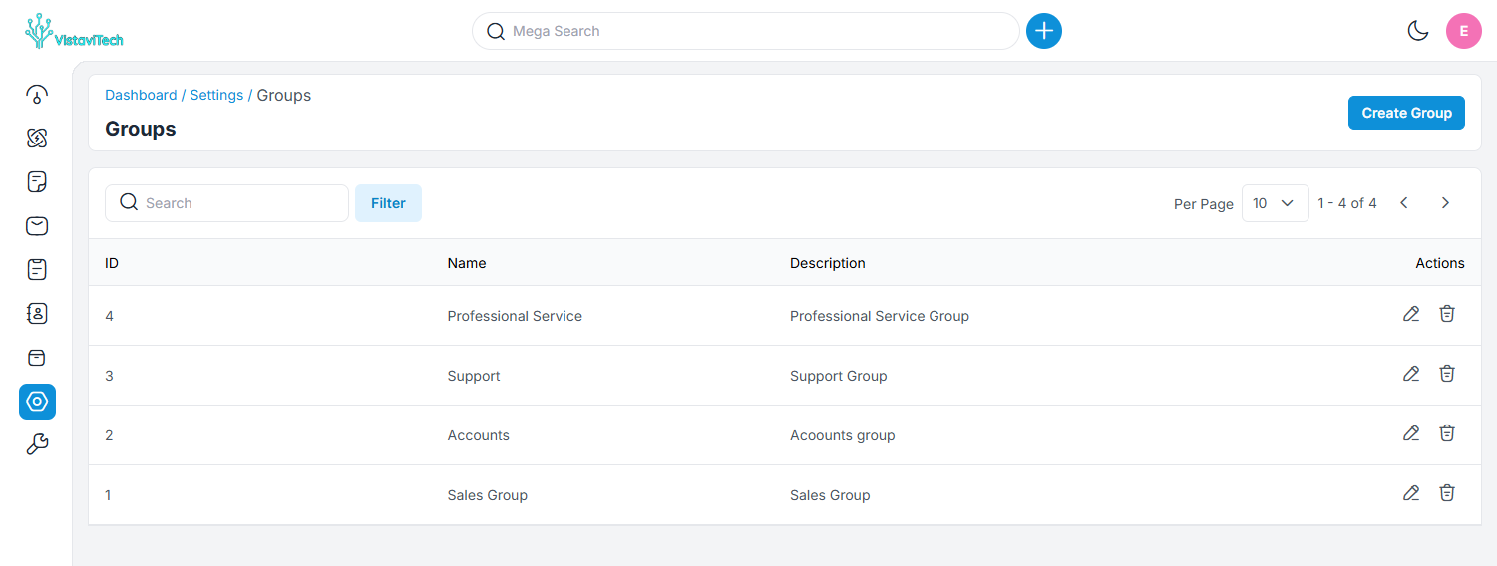 VistaviTech
Mega Search
E
Dashboard / Settings / Groups
Groups
Create Group
Search
Filter
Per Page 10 1 - 4 of 4
ID Name Description Actions
4 Professional Service Professional Service Group
3 Support Support Group
2 Accounts Acoounts group
1 Sales Group Sales Group